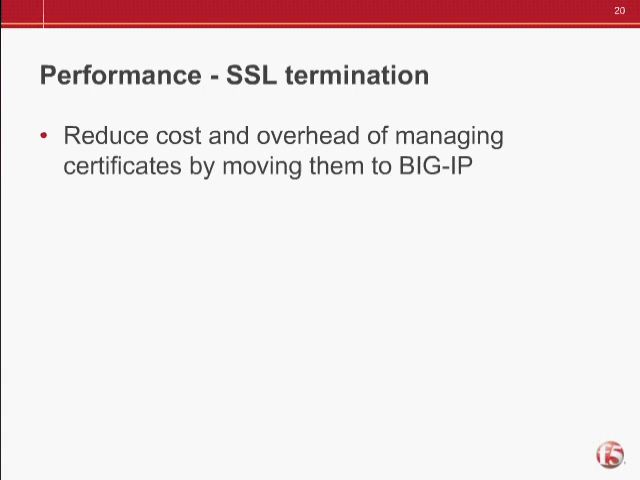 20
Performance - SSL termination
• Reduce cost and overhead of managing
certificates by moving them to BIG-IP
f5